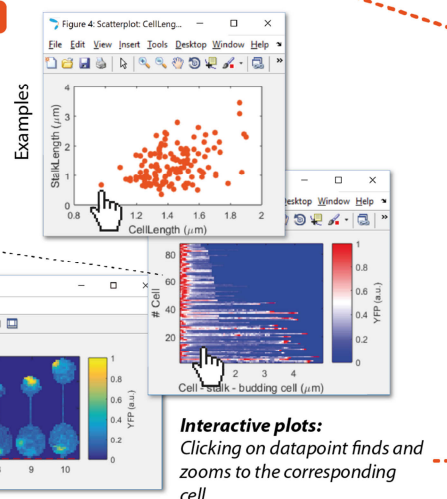 Examples
Figure 4: Scatterplot: CellLeng...
File Edit View Insert Tools Desktop Window Help
StalkLength (μm)
4
3
2
1
0
0.8 1 1.2 1.4 1.6 1.8 2
CellLength (μm)
Desktop Window Help
# Cell
80
60
40
20
2 3 4
Cell - stalk - budding cell (μm)
1
0.8
0.6
0.4
0.2
0
YFP (a.u.)
9 10
1
0.8
0.6
0.4
0.2
0
YFP (a.u.)
Interactive plots:
Clicking on datapoint finds and
zooms to the corresponding
cell